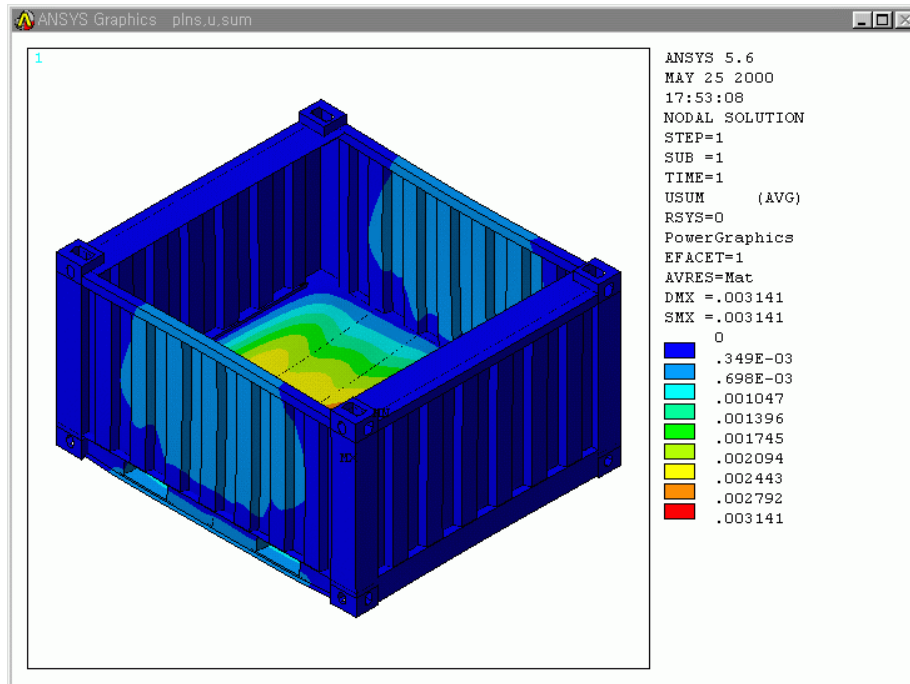 ANSYS Graphics plns,u,sum
1
ANSYS 5.6
MAY 25 2000
17:53:08
NODAL SOLUTION
STEP=1
SUB =1
TIME=1
USUM (AVG)
RSYS=0
PowerGraphics
EFACET=1
AVRES=Mat
DMX =.003141
SMX =.003141
0
.349E-03
.698E-03
.001047
.001396
.001745
.002094
.002443
.002792
.003141